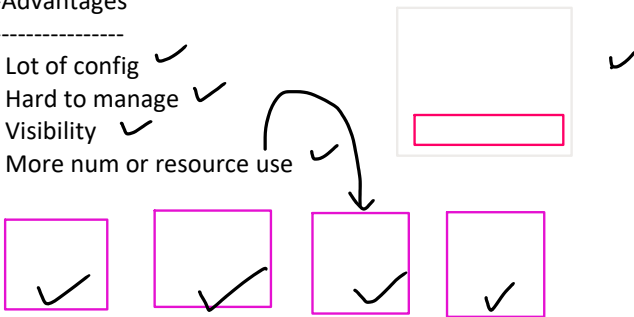 Advantages
----------------
Lot of config
Hard to manage
Visibility
More num or resource use